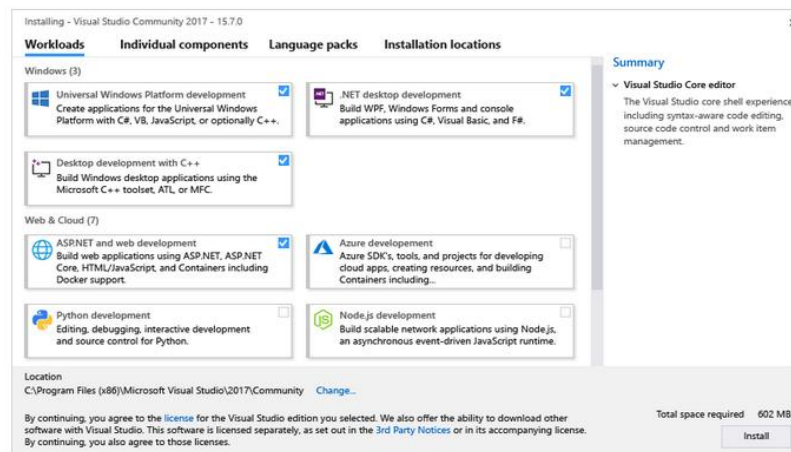 Installing - Visual Studio Community 2017 - 15.7.0
Workloads Individual components Language packs Installation locations
Windows (3)
Universal Windows Platform development
Create applications for the Universal Windows
Platform with C#, VB, JavaScript, or optionally C++.
.NET
.NET desktop development
Build WPF, Windows Forms and console
applications using C#, Visual Basic, and F#.
Desktop development with C++
Build Windows desktop applications using the
Microsoft C++ toolset, ATL, or MFC.
Web & Cloud (7)
ASP.NET and web development
Build web applications using ASP.NET, ASP.NET
Core, HTML/JavaScript, and Containers including
Docker support.
Azure developement
Azure SDK's, tools, and projects for developing
cloud apps, creating resources, and building
Containers including...
Python development
Editing, debugging, interactive development
and source control for Python.
JS
Node.js development
Build scalable network applications using Node.js,
an asynchronous event-driven JavaScript runtime.
Summary
Visual Studio Core editor
The Visual Studio core shell experience
including syntax-aware code editing,
source code control and work item
management.
Location
C:\Program Files (x86)\Microsoft Visual Studio\2017\Community Change...
By continuing, you agree to the license for the Visual Studio edition you selected. We also offer the ability to download other
software with Visual Studio. This software is licensed separately, as set out in the 3rd Party Notices or in its accompanying license.
By continuing, you also agree to those licenses.
Total space required 602 MB
Install